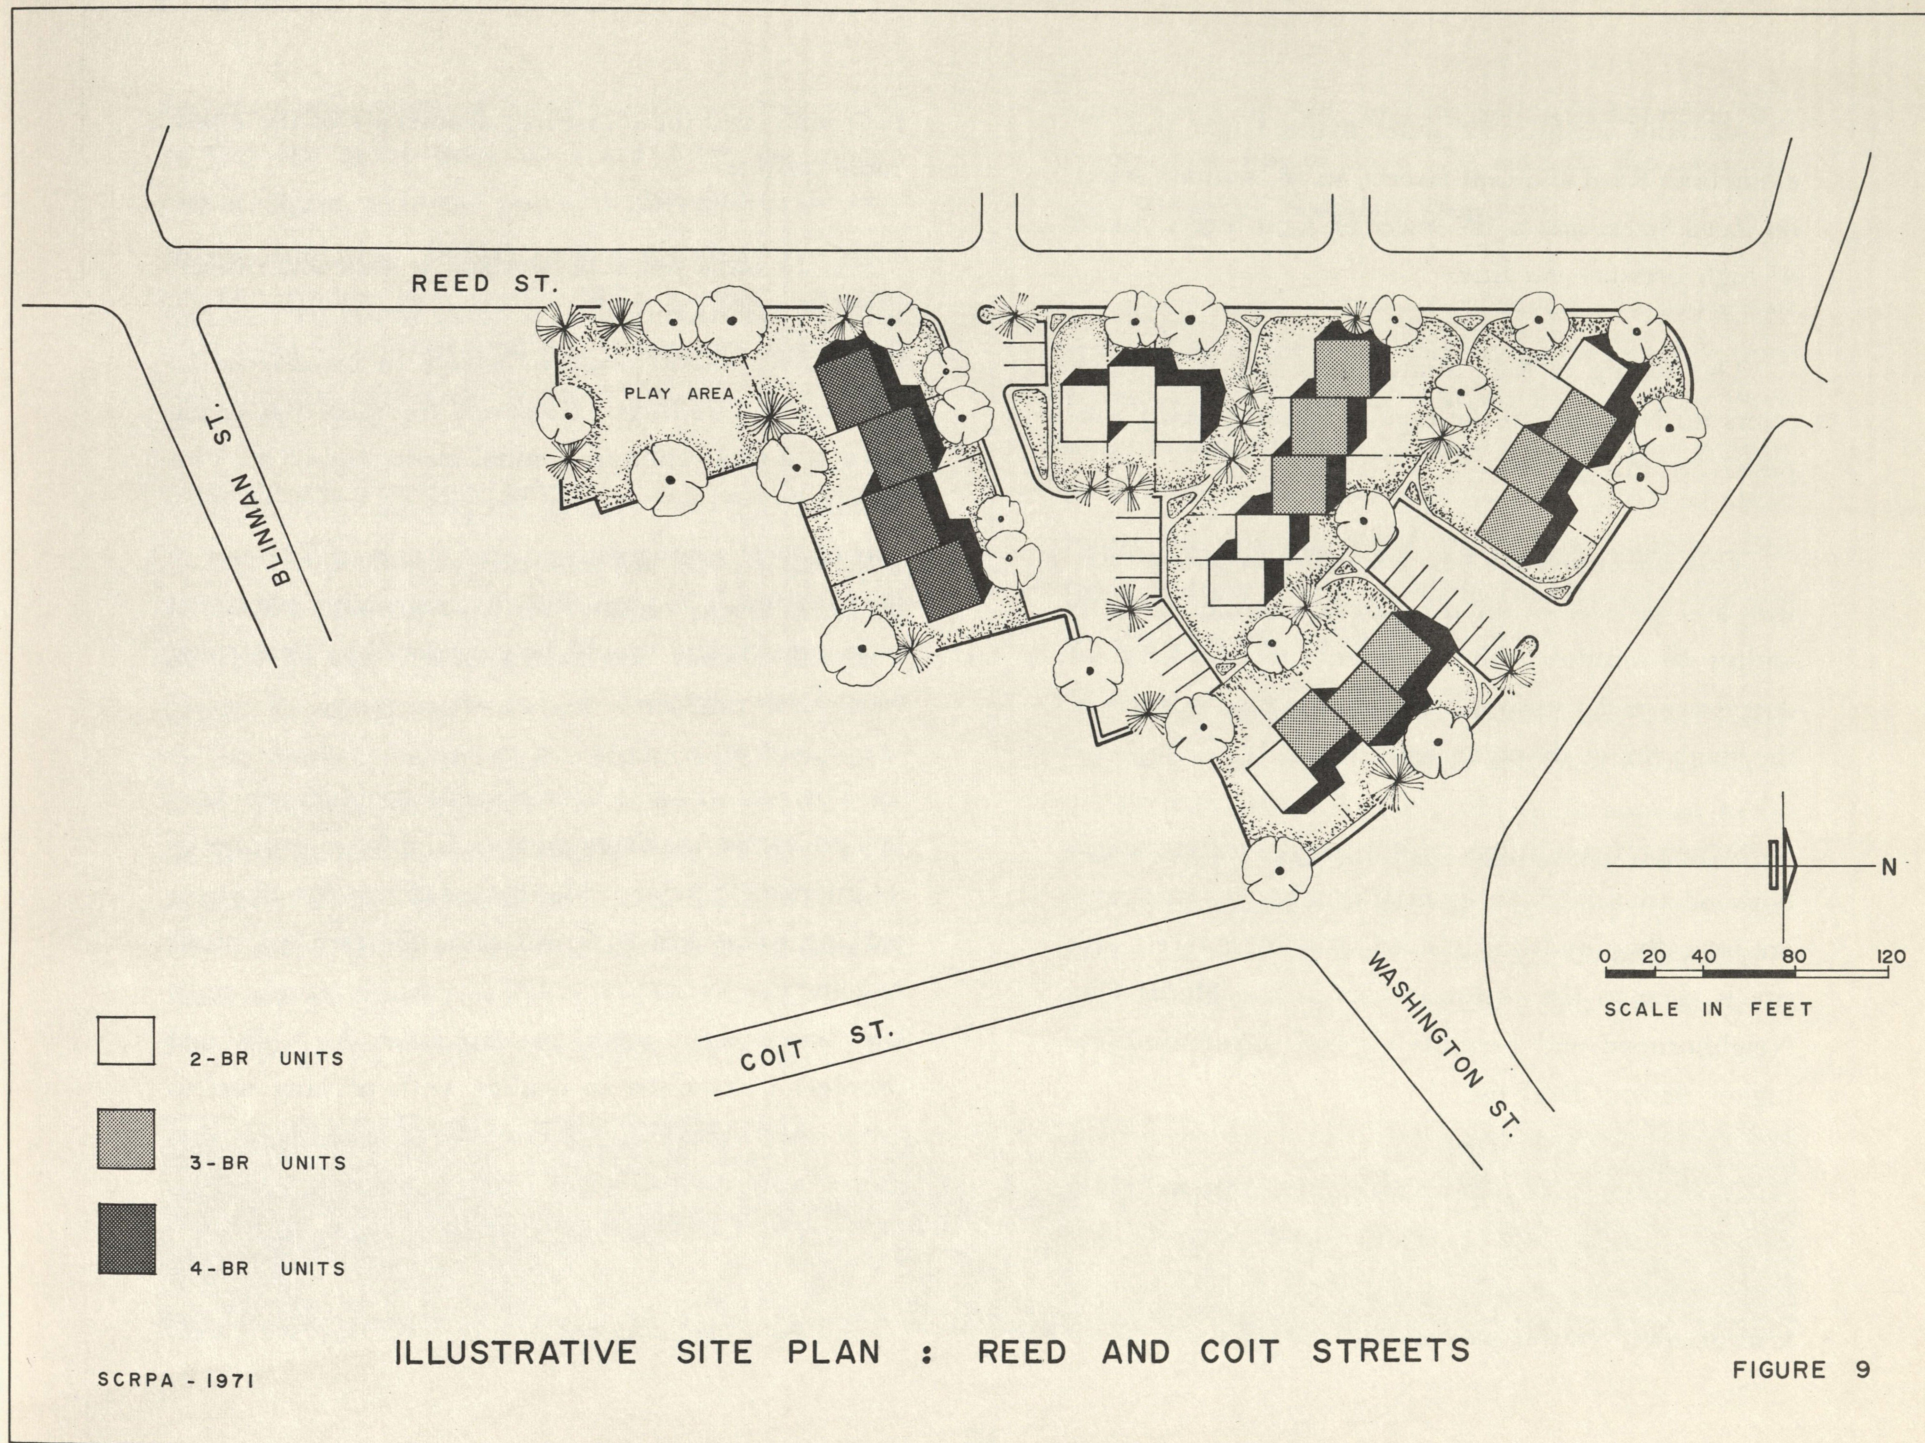 REED ST.
PLAY AREA
BLINMAN ST.
N
0 20 40 80 120
SCALE IN FEET
WASHINGTON ST.
COIT ST.
2-BR UNITS
3-BR UNITS
4-BR UNITS
ILLUSTRATIVE SITE PLAN : REED AND COIT STREETS
SCRPA - 1971
FIGURE 9